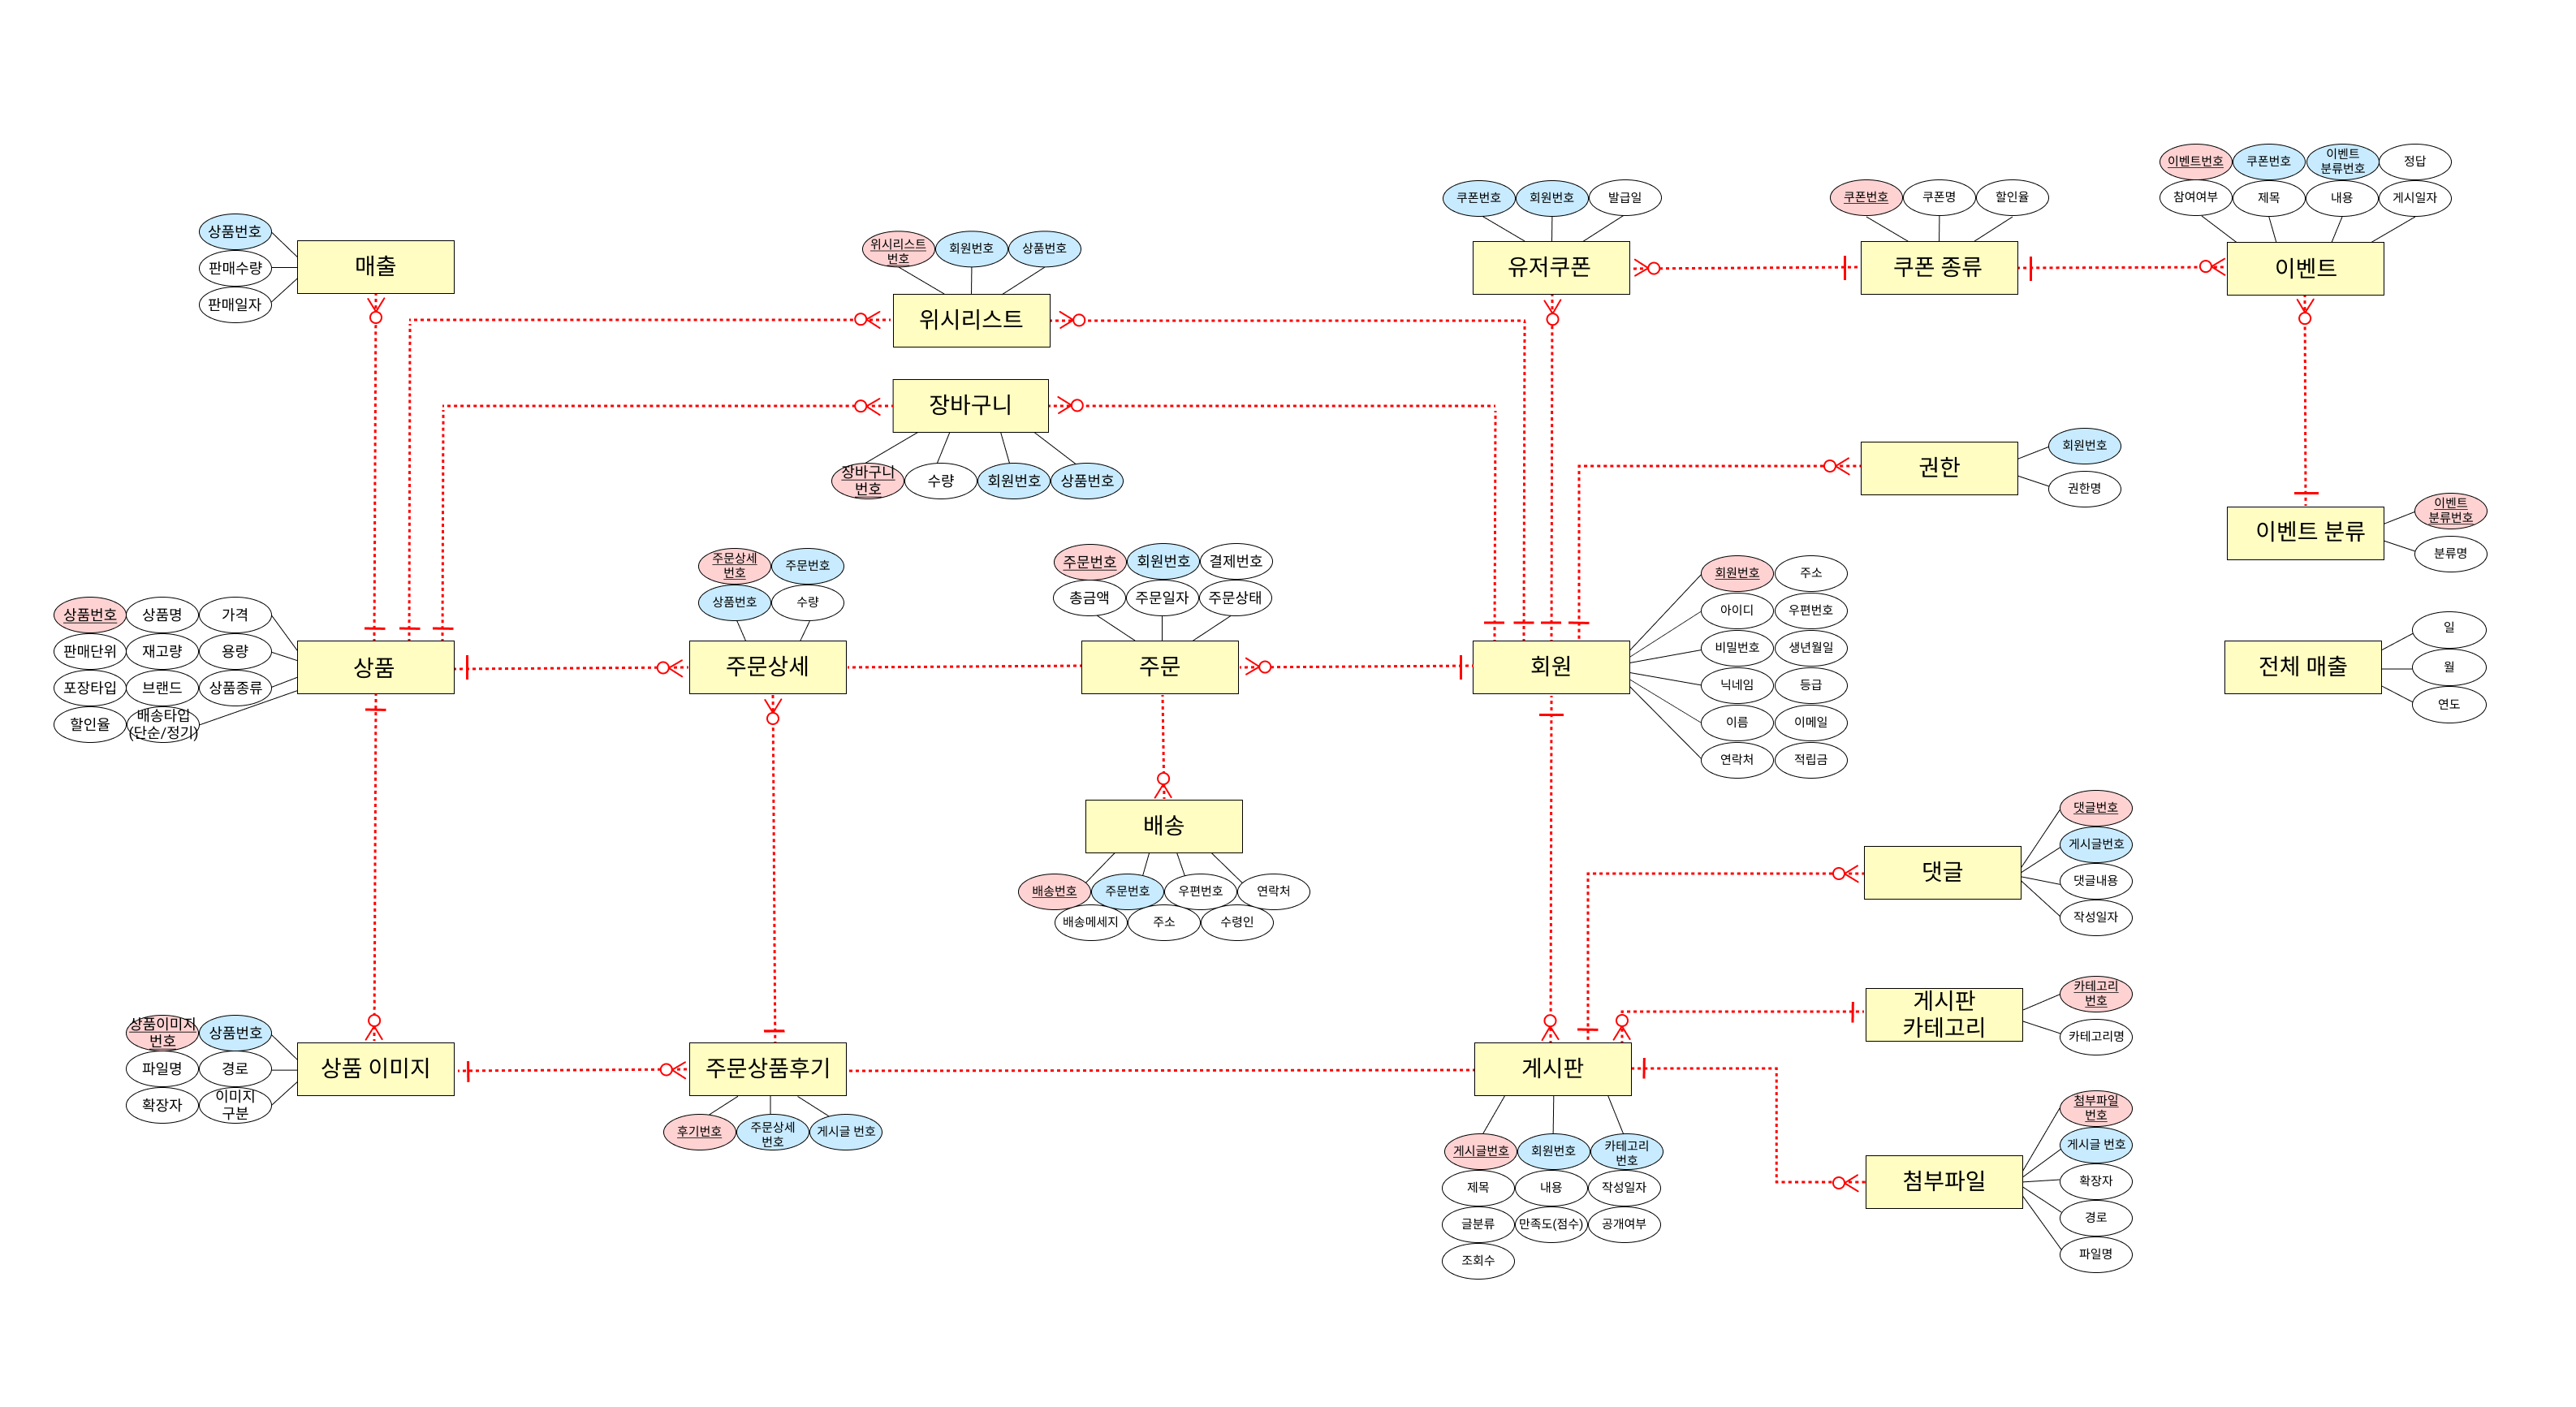 이벤트번호
쿠폰번호
이벤트
분류번호
정답
참여여부
제목
내용
게시일자
이벤트
쿠폰번호
회원번호
발급일
유저쿠폰
쿠폰번호
쿠폰명
할인율
쿠폰 종류
상품번호
판매수량
판매일자
매출
위시리스트
번호
회원번호
상품번호
위시리스트
장바구니
장바구니
번호
수량
회원번호
상품번호
권한
회원번호
권한명
이벤트 분류
이벤트
분류번호
분류명
주문상세
번호
주문번호
상품번호
수량
주문상세
주문번호
회원번호
결제번호
총금액
주문일자
주문상태
주문
회원
회원번호
주소
아이디
우편번호
비밀번호
생년월일
닉네임
등급
이름
이메일
연락처
적립금
상품번호
상품명
가격
판매단위
재고량
용량
포장타입
브랜드
상품종류
할인율
배송타입
(단순/정기)
상품
전체 매출
일
월
연도
배송
배송번호
주문번호
우편번호
연락처
배송메세지
주소
수령인
댓글
댓글번호
게시글번호
댓글내용
작성일자
게시판
카테고리
카테고리
번호
카테고리명
상품이미지
번호
상품번호
파일명
경로
확장자
이미지
구분
상품 이미지
주문상품후기
후기번호
주문상세
번호
게시글 번호
게시판
게시글번호
회원번호
카테고리
번호
제목
내용
작성일자
글분류
만족도(점수)
공개여부
조회수
첨부파일
첨부파일
번호
게시글 번호
확장자
경로
파일명